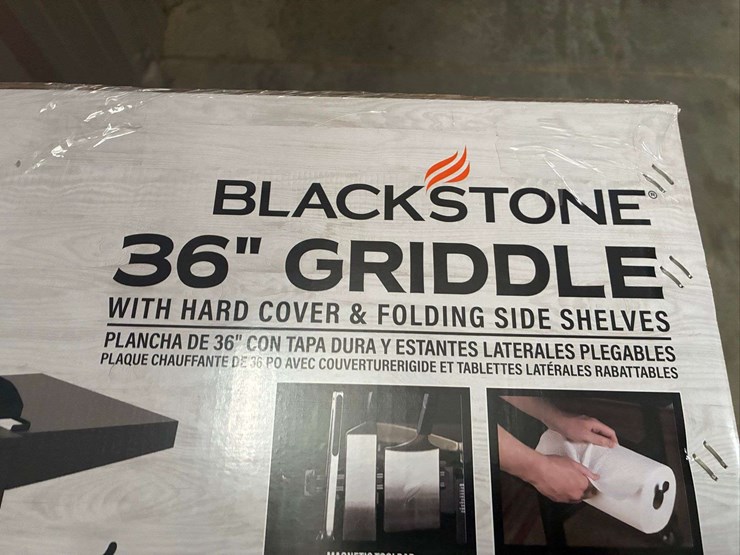 BLACKSTONE®
36" GRIDDLE
WITH HARD COVER & FOLDING SIDE SHELVES
PLANCHA DE 36" CON TAPA DURA Y ESTANTES LATERALES PLEGABLES
PLAQUE CHAUFFANTE DE 36 PO AVEC COUVERTURERIGIDE ET TABLETTES LATÉRALES RABATTABLES